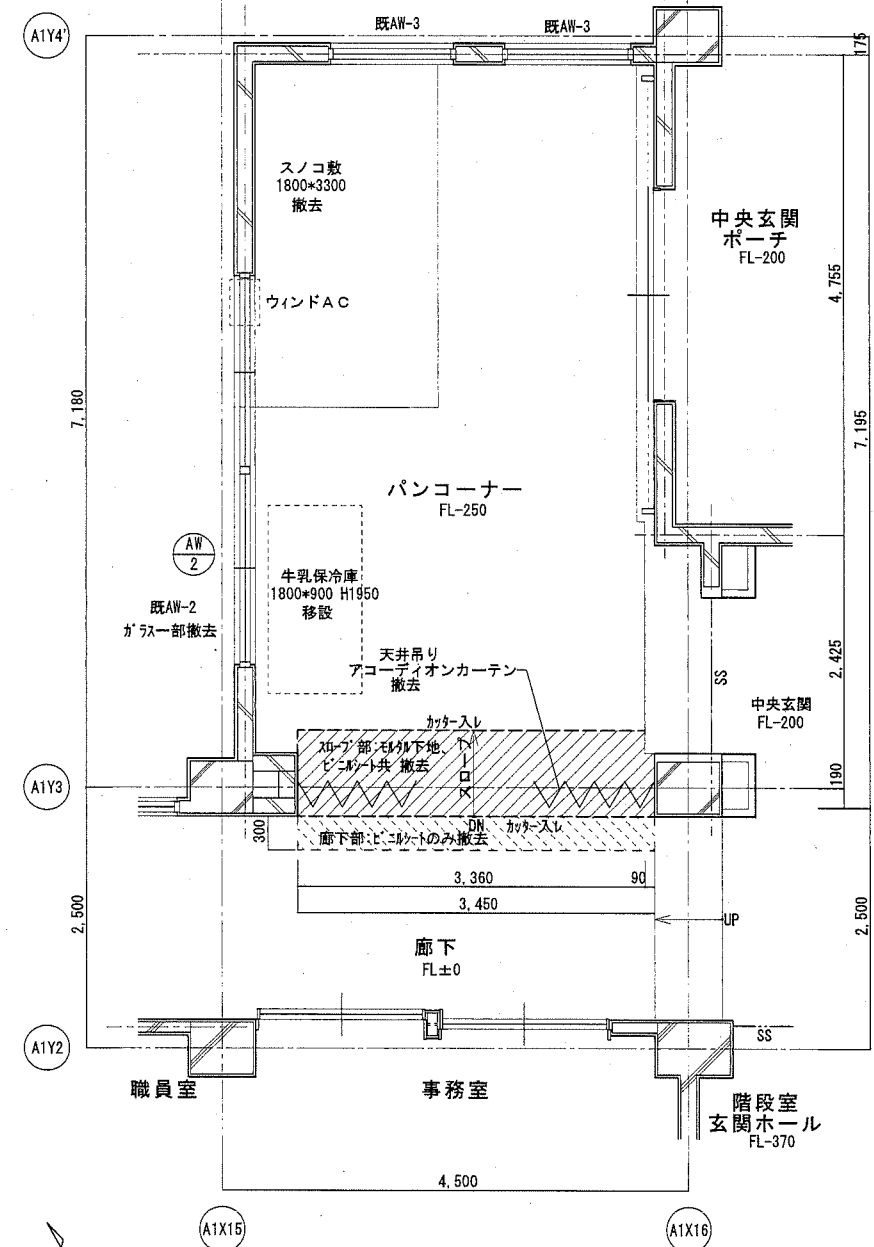 既AW-3
既AW-3
A1Y4'
175
スノコ敷
1800*3300
撤去
中央玄関
ポーチ
FL-200
ウィンドAC
4,755
7,180
7,195
パンコーナー
FL-250
AW
2
牛乳保冷庫
1800*900 H1950
移設
既AW-2
ガラス一部撤去
天井吊り
アコーディオンカーテン
撤去
SS
2,425
中央玄関
FL-200
カッター入レ
スロープ部:モルタル下地、
ビニルシート共 撤去
スロープ
A1Y3
190
DN
カッター入レ
300
廊下部:ビニルシートのみ撤去
3,360
90
3,450
2,500
2,500
UP
廊下
FL±0
SS
A1Y2
職員室
事務室
階段室
玄関ホール
FL-370
4,500
A1X15
A1X16